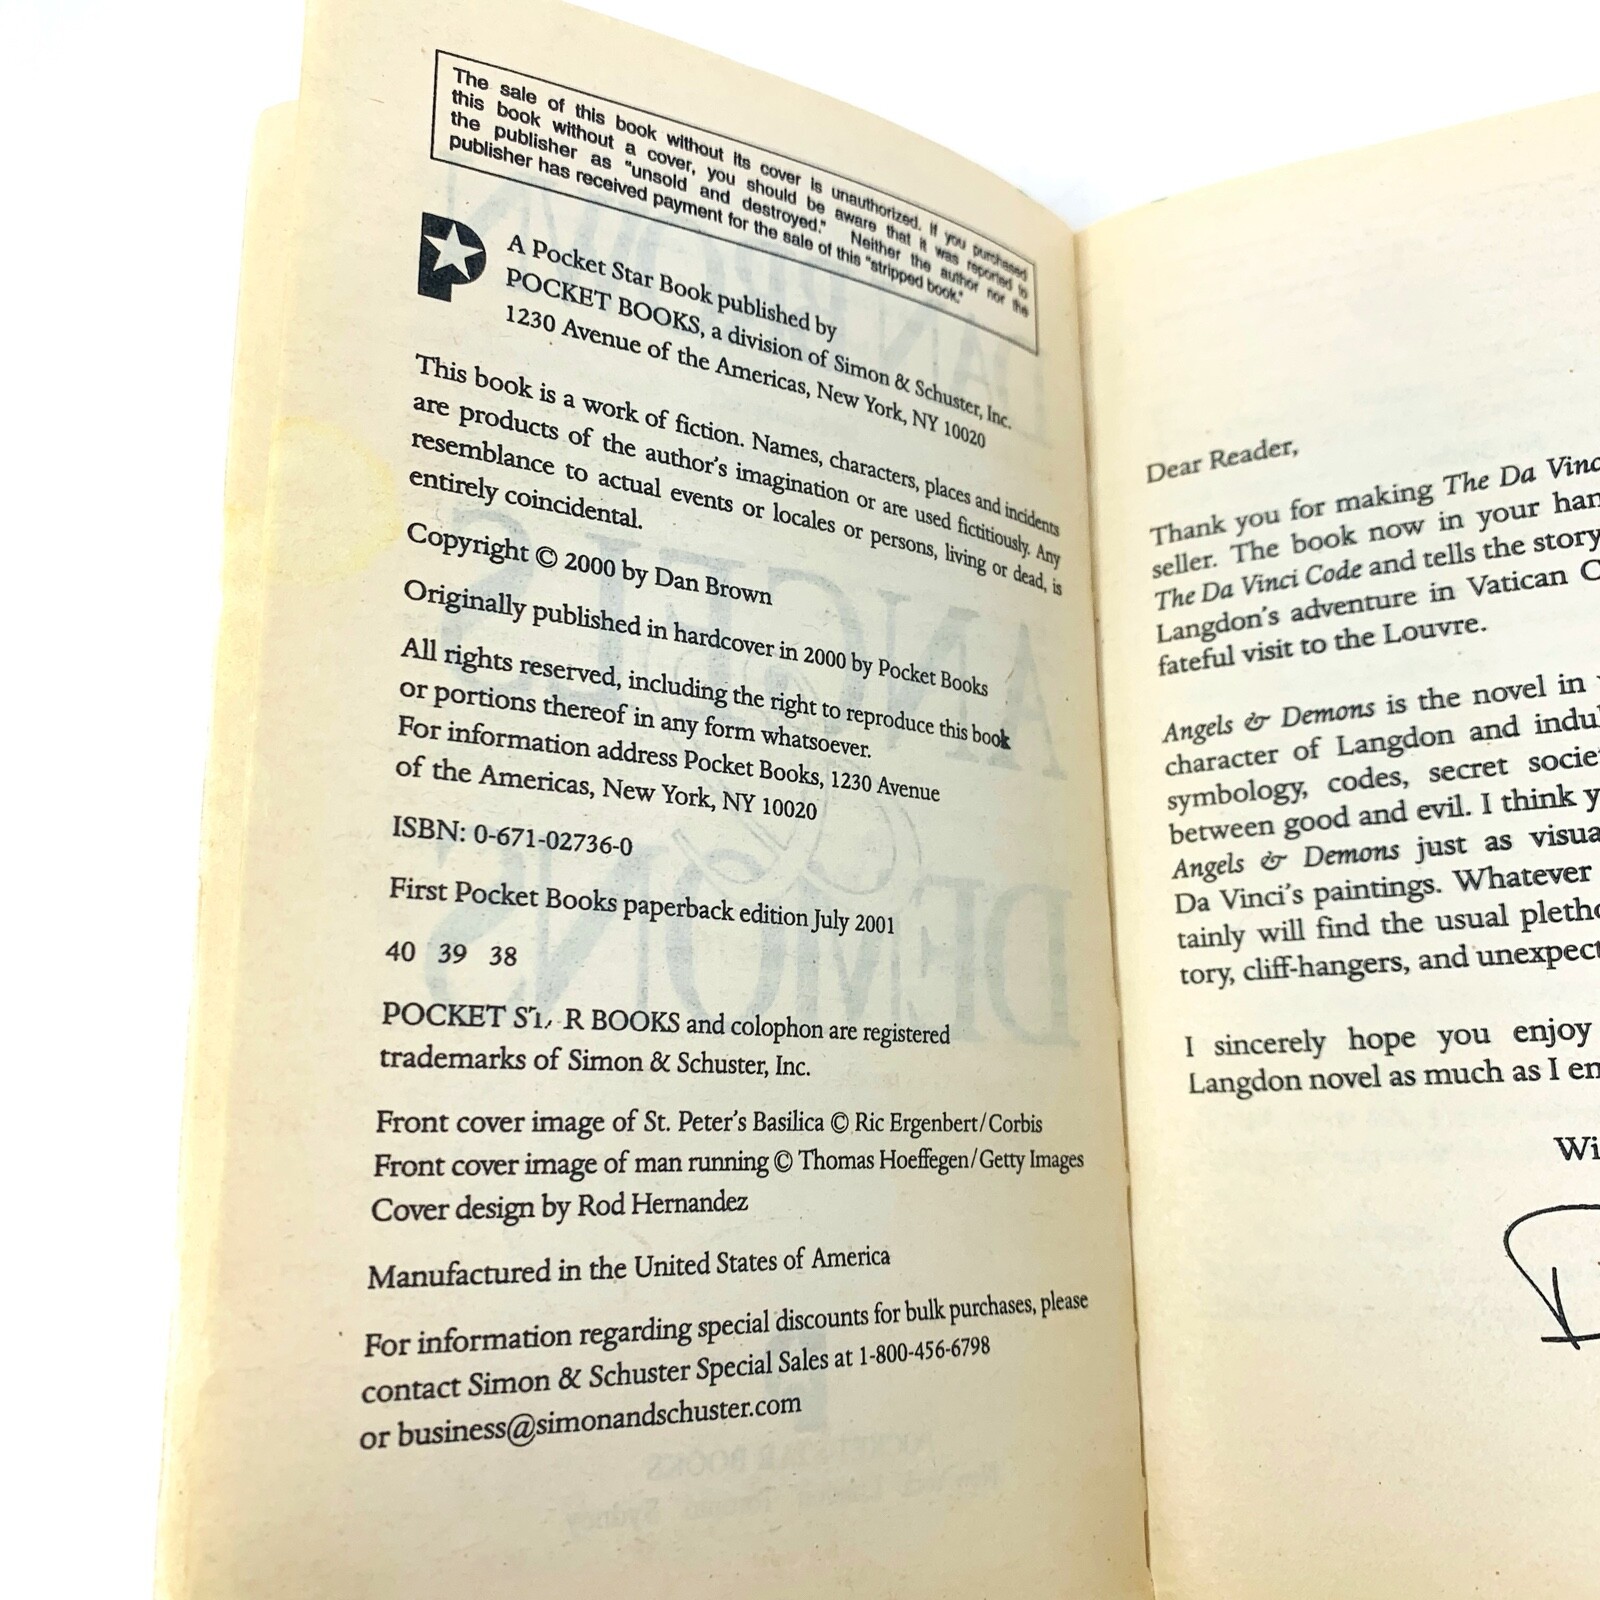 The sale of this book without its cover is unauthorized. If you purchased
this book without a cover, you should be aware that it was reported to
the publisher as "unsold and destroyed." Neither the author nor the
publisher has received payment for the sale of this "stripped book."
A Pocket Star Book published by
POCKET BOOKS, a division of Simon & Schuster, Inc.
1230 Avenue of the Americas, New York, NY 10020
This book is a work of fiction. Names, characters, places and incidents
are products of the author's imagination or are used fictitiously. Any
resemblance to actual events or locales or persons, living or dead, is
entirely coincidental.
Copyright © 2000 by Dan Brown
Originally published in hardcover in 2000 by Pocket Books
All rights reserved, including the right to reproduce this book
or portions thereof in any form whatsoever.
For information address Pocket Books, 1230 Avenue
of the Americas, New York, NY 10020
ISBN: 0-671-02736-0
First Pocket Books paperback edition July 2001
40 39 38
POCKET R BOOKS and colophon are registered
trademarks of Simon & Schuster, Inc.
Front cover image of St. Peter's Basilica © Ric Ergenbert/Corbis
Front cover image of man running © Thomas Hoeffegen/Getty Images
Cover design by Rod Hernandez
Manufactured in the United States of America
For information regarding special discounts for bulk purchases, please
contact Simon & Schuster Special Sales at 1-800-456-6798
or business@simonandschuster.com
Dear Reader,
Thank you for making The Da Vinc
seller. The book now in your han
The Da Vinci Code and tells the story
Langdon's adventure in Vatican C
fateful visit to the Louvre.
Angels & Demons is the novel in
character of Langdon and indul
symbology, codes, secret socie
between good and evil. I think y
Angels & Demons just as visua
Da Vinci's paintings. Whatever
tainly will find the usual pletho
tory, cliff-hangers, and unexpect
I sincerely hope you enjoy
Langdon novel as much as I en
Wi